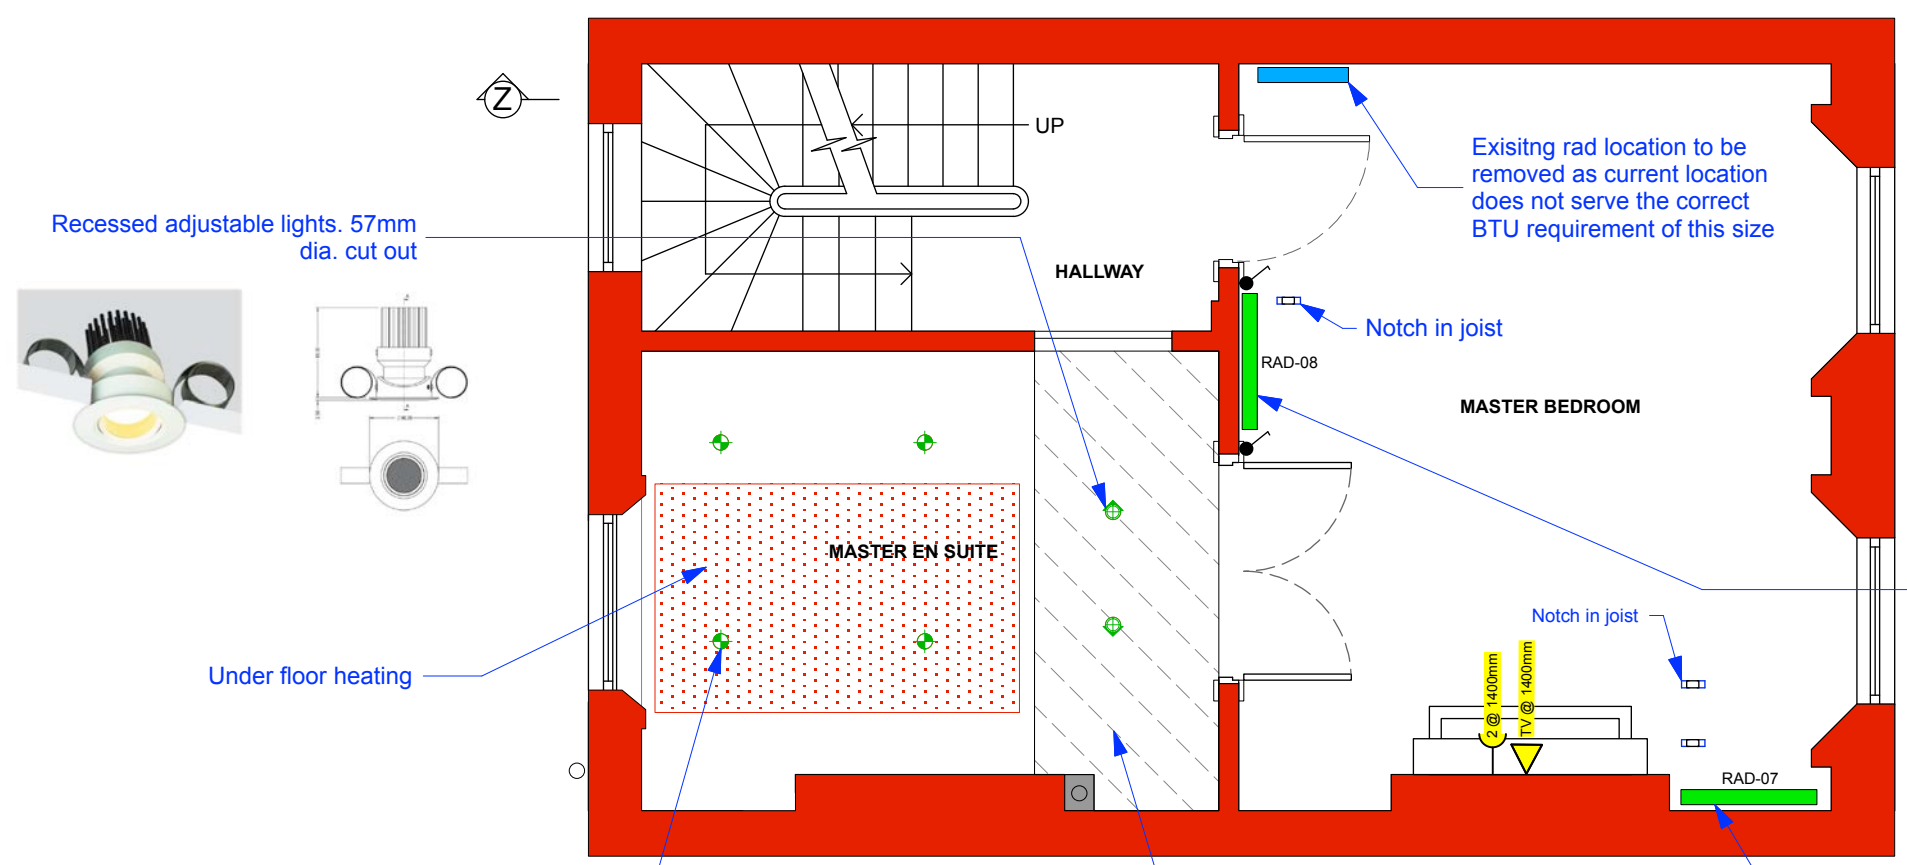 Z
UP
Exisitng rad location to be
removed as current location
does not serve the correct
BTU requirement of this size
Recessed adjustable lights. 57mm
dia. cut out
HALLWAY
Notch in joist
RAD-08
MASTER BEDROOM
MASTER EN SUITE
Under floor heating
Notch in joist
2 @ 1400mm
TV @ 1400mm
RAD-07